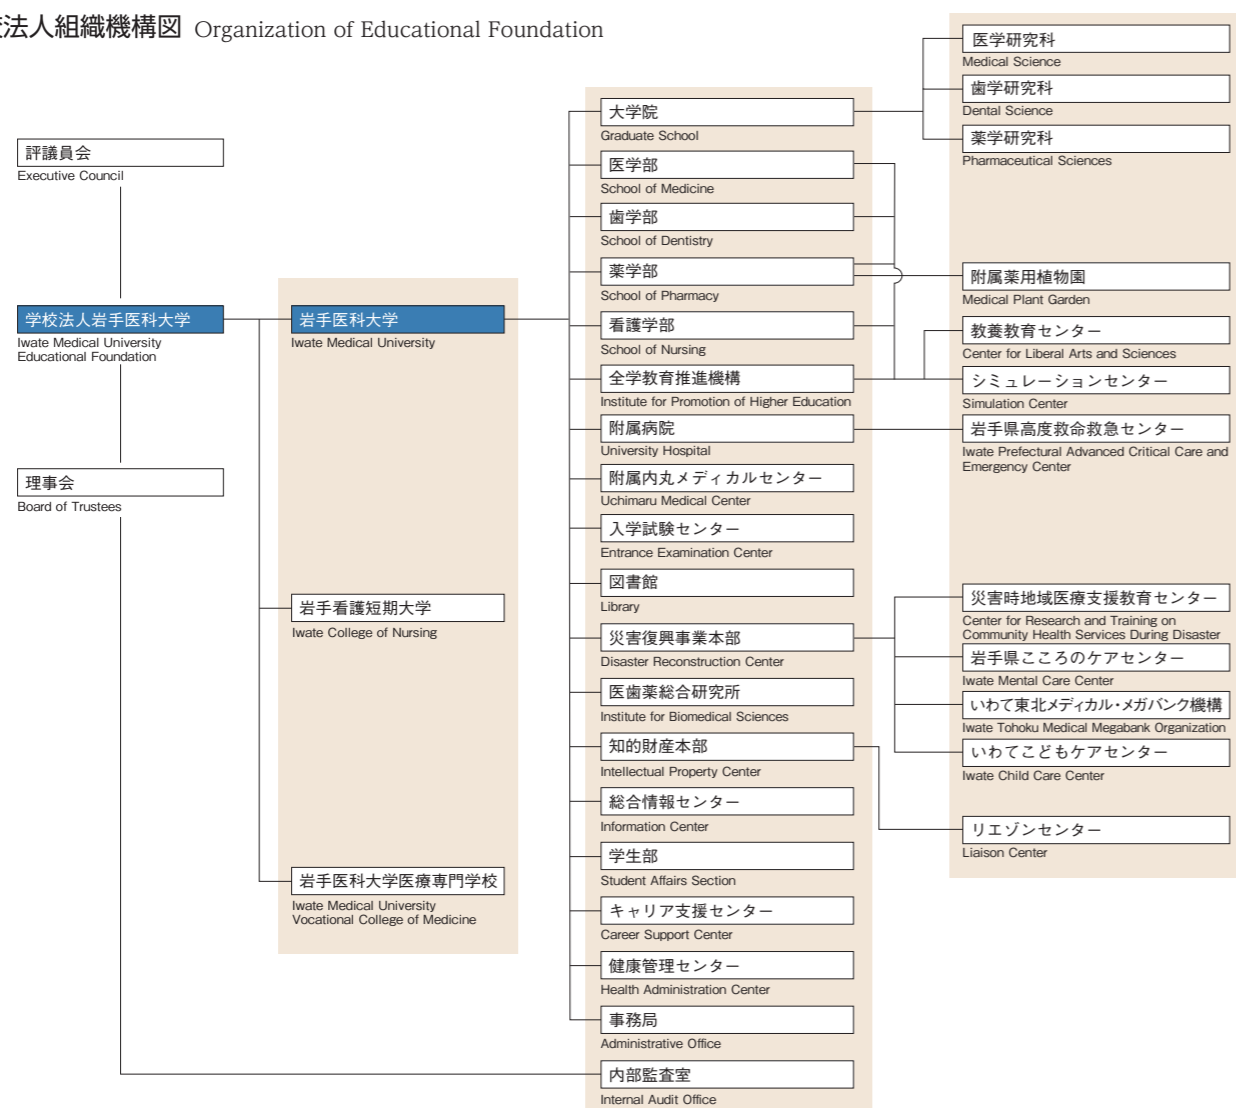 法人組織機構図 Organization of Educational Foundation
評議員会
Executive Council
学校法人岩手医科大学
Iwate Medical University
Educational Foundation
理事会
Board of Trustees
岩手医科大学
Iwate Medical University
岩手看護短期大学
Iwate College of Nursing
岩手医科大学医療専門学校
Iwate Medical University
Vocational College of Medicine
大学院
Graduate School
医学部
School of Medicine
歯学部
School of Dentistry
薬学部
School of Pharmacy
看護学部
School of Nursing
全学教育推進機構
Institute for Promotion of Higher Education
附属病院
University Hospital
附属内丸メディカルセンター
Uchimaru Medical Center
入学試験センター
Entrance Examination Center
図書館
Library
災害復興事業本部
Disaster Reconstruction Center
医歯薬総合研究所
Institute for Biomedical Sciences
知的財産本部
Intellectual Property Center
総合情報センター
Information Center
学生部
Student Affairs Section
キャリア支援センター
Career Support Center
健康管理センター
Health Administration Center
事務局
Administrative Office
内部監査室
Internal Audit Office
医学研究科
Medical Science
歯学研究科
Dental Science
薬学研究科
Pharmaceutical Sciences
附属薬用植物園
Medical Plant Garden
教養教育センター
Center for Liberal Arts and Sciences
シミュレーションセンター
Simulation Center
岩手県高度救命救急センター
Iwate Prefectural Advanced Critical Care and
Emergency Center
災害時地域医療支援教育センター
Center for Research and Training on
Community Health Services During Disaster
岩手県こころのケアセンター
Iwate Mental Care Center
いわて東北メディカル・メガバンク機構
Iwate Tohoku Medical Megabank Organization
いわてこどもケアセンター
Iwate Child Care Center
リエゾンセンター
Liaison Center